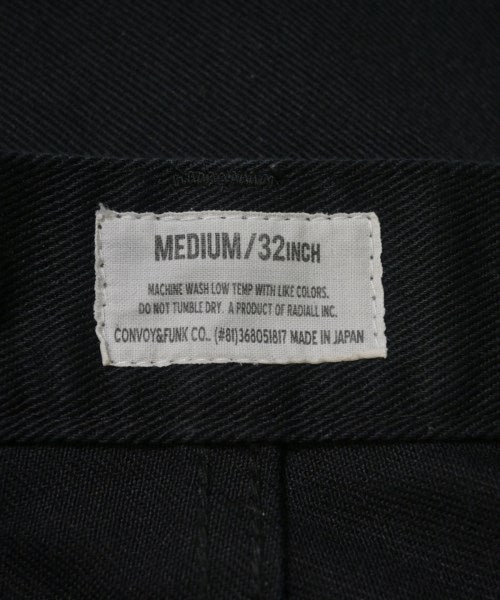 MEDIUM/32INCH
MACHINE WASH LOW TEMP WITH LIKE COLORS.
DO NOT TUMBLE DRY. A PRODUCT OF RADIALL INC.
CONVOY&FUNK CO.. (#81)368051817 MADE IN JAPAN